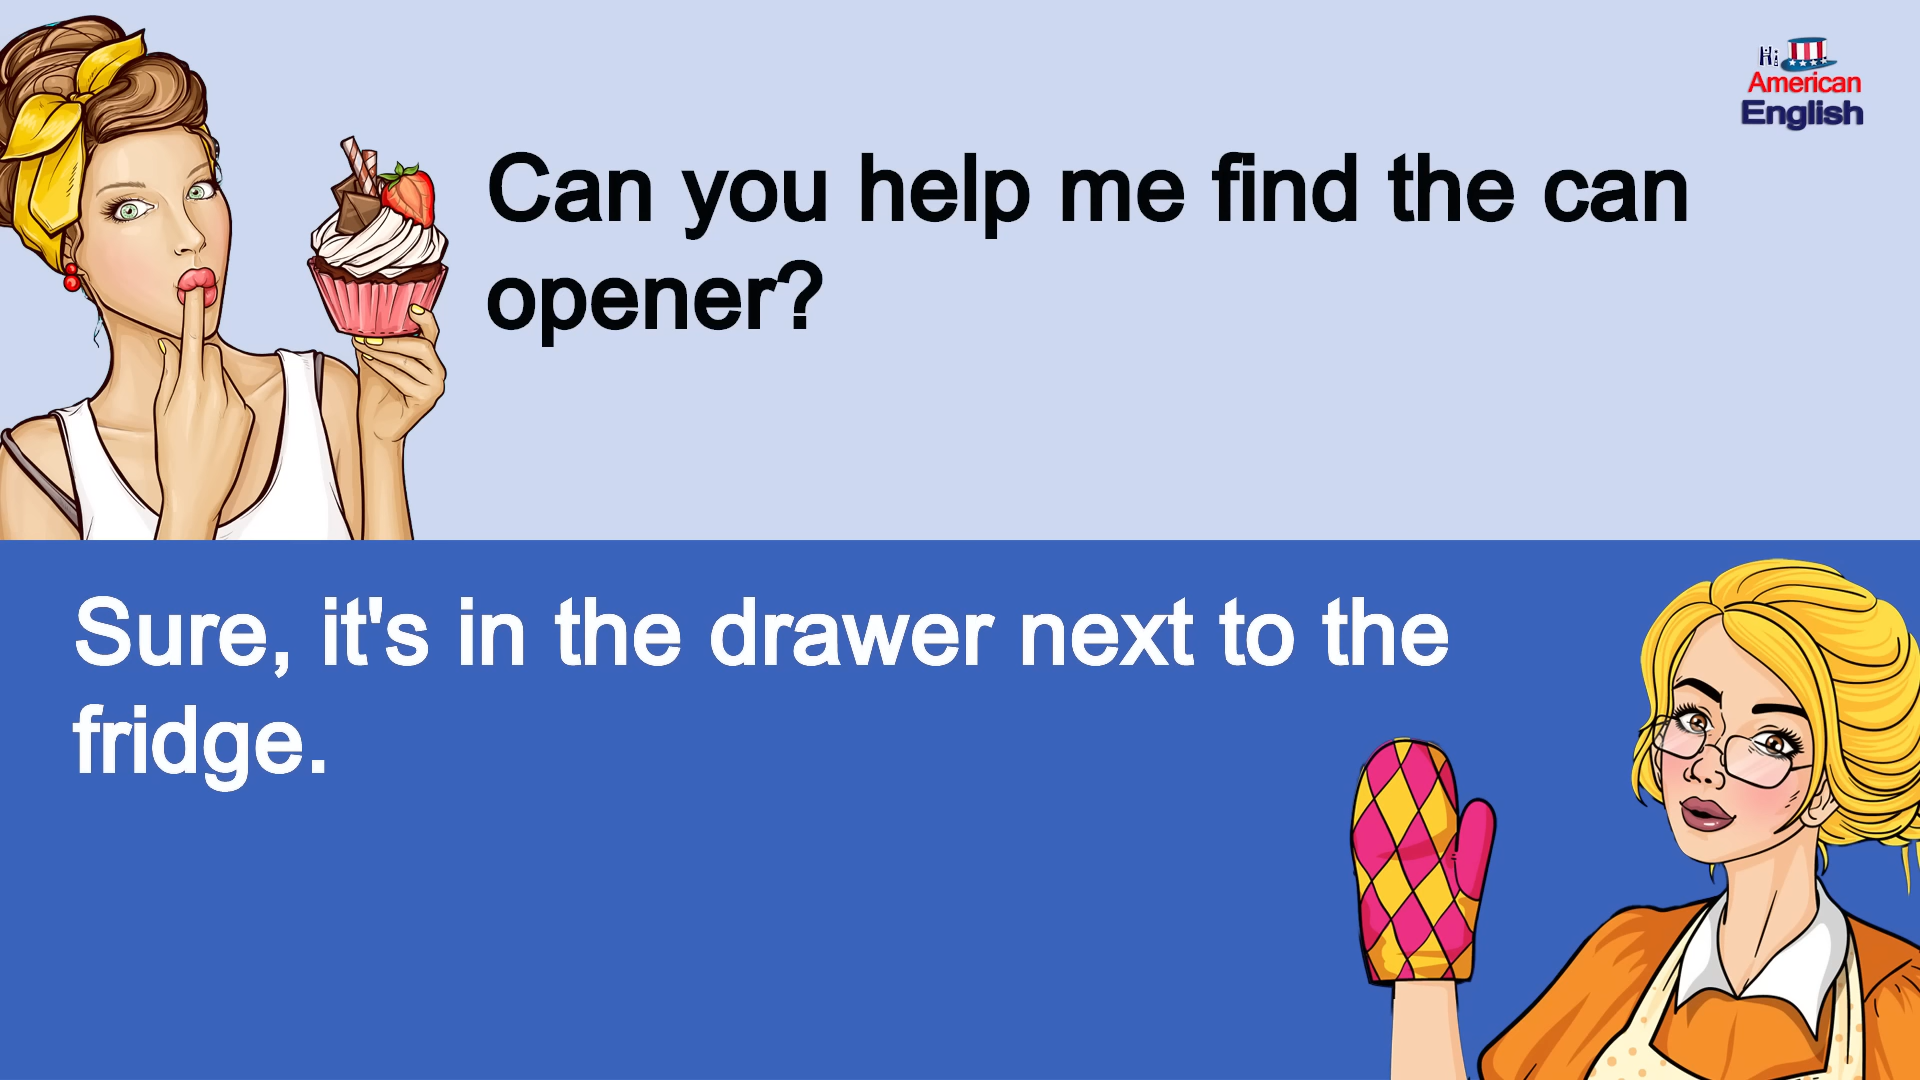 Hi
American
English
Can you help me find the can
opener?
Sure, it's in the drawer next to the
fridge.